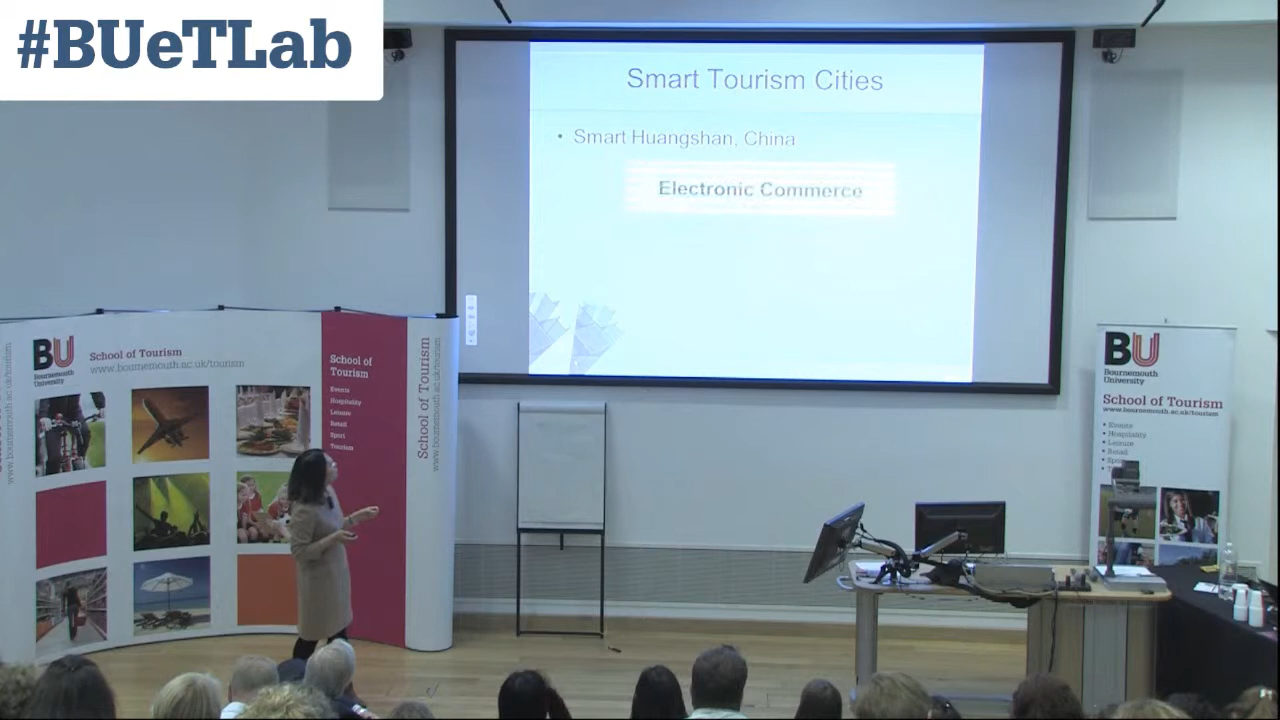 #BUeTLab
Smart Tourism Cities
• Smart Huangshan, China
Electronic Commerce
BU
Bournemouth
University
School of Tourism
www.bournemouth.ac.uk/tourism
School of
Tourism
Events
Hospitality
Leisure
Retail
Sport
Tourism
School of Tourism
www.bournemouth.ac.uk/tourism
BU
Bournemouth
University
School of Tourism
www.bournemouth.ac.uk/tourism
• Events
• Hospitality
• Leisure
• Retail